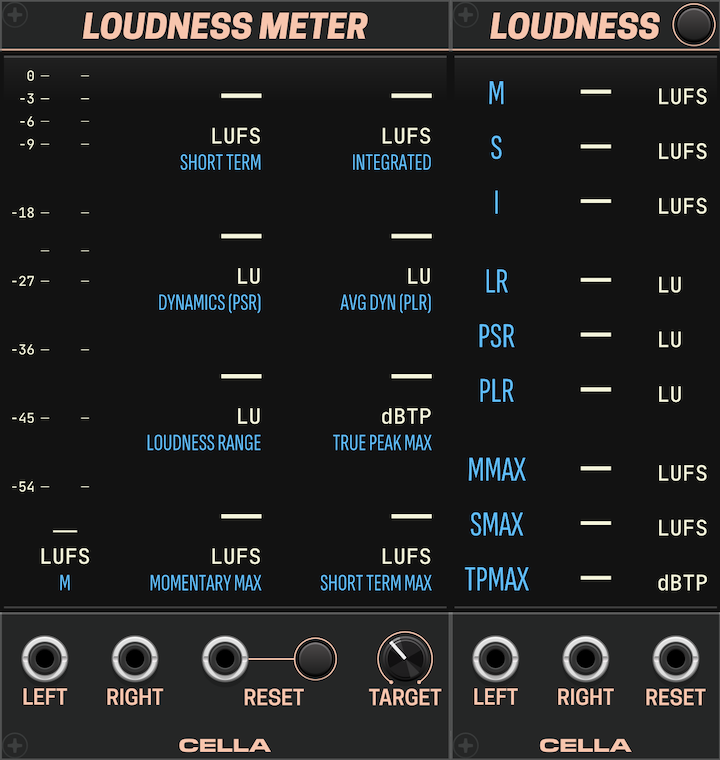 LOUDNESS METER
0
-3
-6
-9
-18
-27
-36
-45
-54
LUFS
M
LUFS
SHORT TERM
LUFS
INTEGRATED
LU
DYNAMICS (PSR)
LU
AVG DYN (PLR)
LU
LOUDNESS RANGE
dBTP
TRUE PEAK MAX
LUFS
MOMENTARY MAX
LUFS
SHORT TERM MAX
LEFT
RIGHT
RESET
TARGET
CELLA
LOUDNESS
M LUFS
S LUFS
I LUFS
LR LU
PSR LU
PLR LU
MMAX LUFS
SMAX LUFS
TPMAX dBTP
LEFT
RIGHT
RESET
CELLA